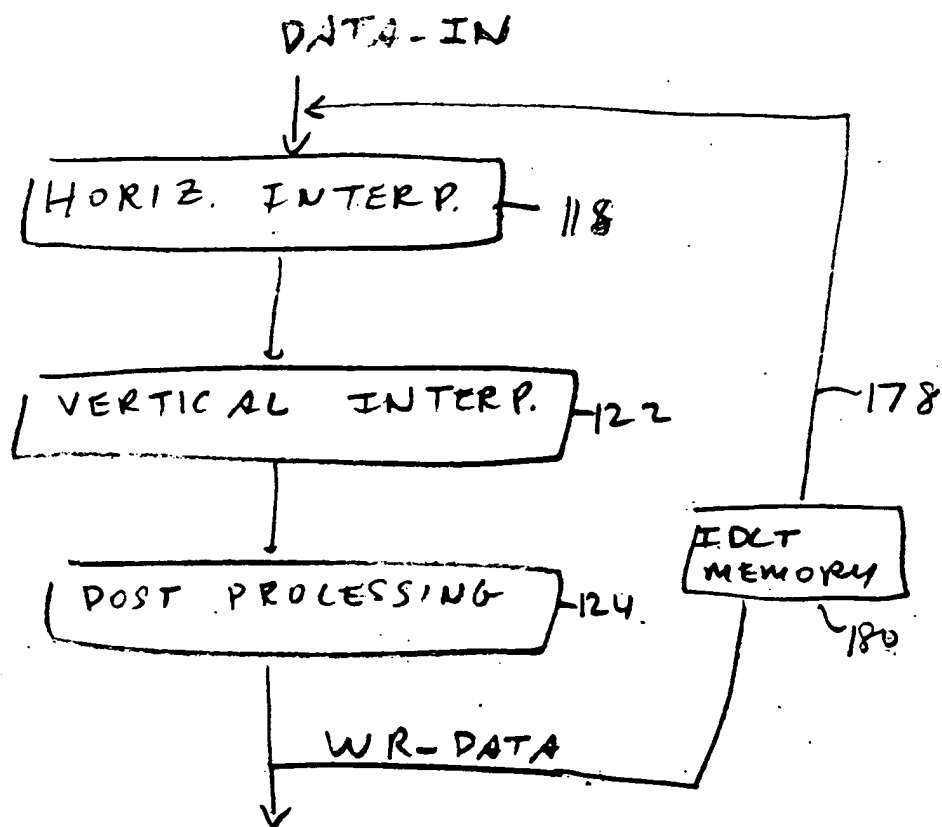 DATA-IN
HORIZ. INTERP.
118
VERTICAL INTERP.
122
178
IDCT
MEMORY
POST PROCESSING
124.
180
WR-DATA